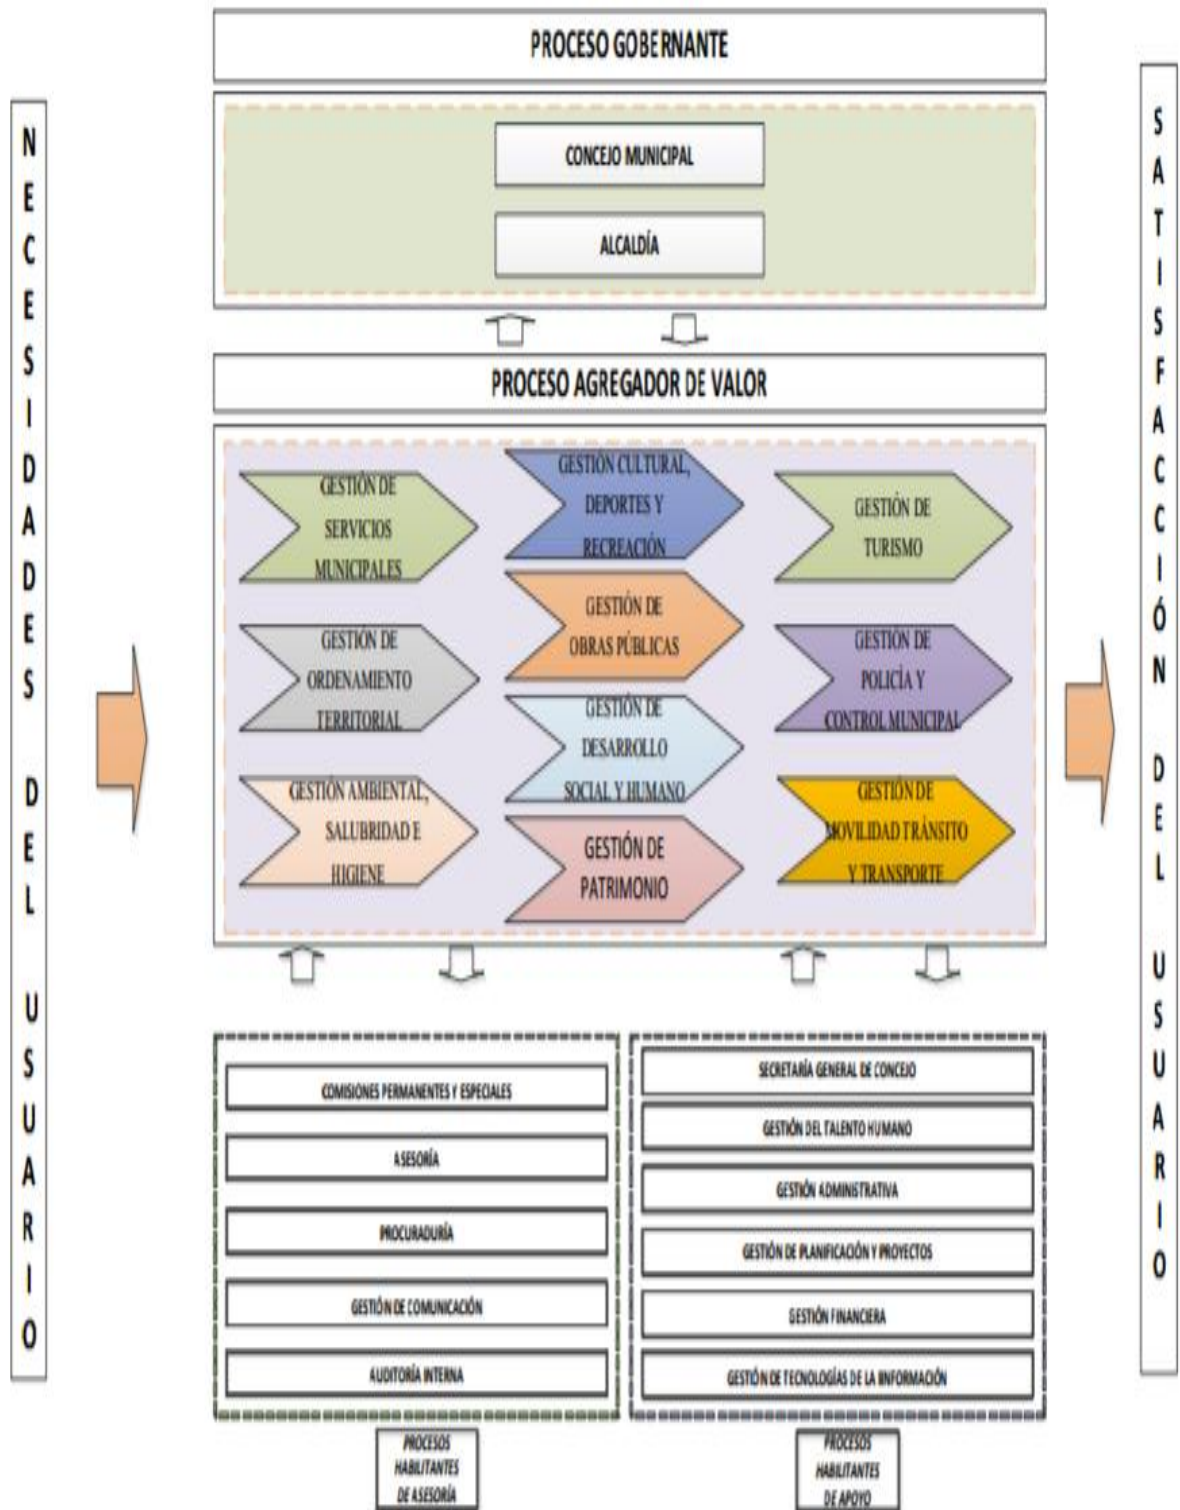 PROCESO GOBERNANTE
CONCEJO MUNICIPAL
ALCALDÍA
NECESIDADES DEL USUARIO
PROCESO AGREGADOR DE VALOR
GESTIÓN DE
SERVICIOS
MUNICIPALES
GESTIÓN CULTURAL,
DEPORTES Y
RECREACIÓN
GESTIÓN DE
TURISMO
GESTIÓN DE
ORDENAMIENTO
TERRITORIAL
GESTIÓN DE
OBRAS PÚBLICAS
GESTIÓN DE
POLICÍA Y
CONTROL MUNICIPAL
GESTIÓN DE
DESARROLLO
SOCIAL Y HUMANO
GESTIÓN AMBIENTAL,
SALUBRIDAD E
HIGIENE
GESTIÓN DE
PATRIMONIO
GESTIÓN DE
MOVILIDAD TRÁNSITO
Y TRANSPORTE
SATISFACCIÓN DEL USUARIO
COMISIONES PERMANENTES Y ESPECIALES
ASESORÍA
PROCURADURÍA
GESTIÓN DE COMUNICACIÓN
AUDITORÍA INTERNA
PROCESOS
HABILITANTES
DE ASESORÍA
SECRETARÍA GENERAL DE CONCEJO
GESTIÓN DEL TALENTO HUMANO
GESTIÓN ADMINISTRATIVA
GESTIÓN DE PLANIFICACIÓN Y PROYECTOS
GESTIÓN FINANCIERA
GESTIÓN DE TECNOLOGÍAS DE LA IINFORMACIÓN
PROCESOS
HABILITANTES
DE APOYO